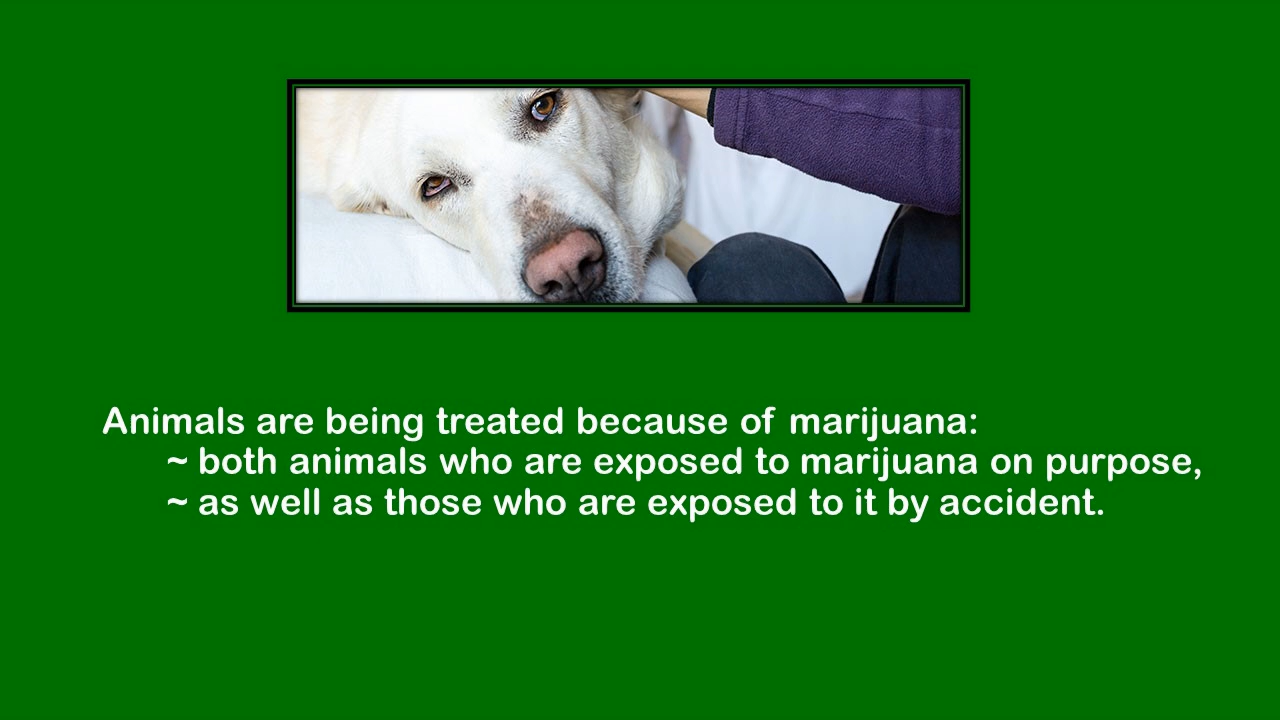 Animals are being treated because of marijuana:
~ both animals who are exposed to marijuana on purpose,
~ as well as those who are exposed to it by accident.